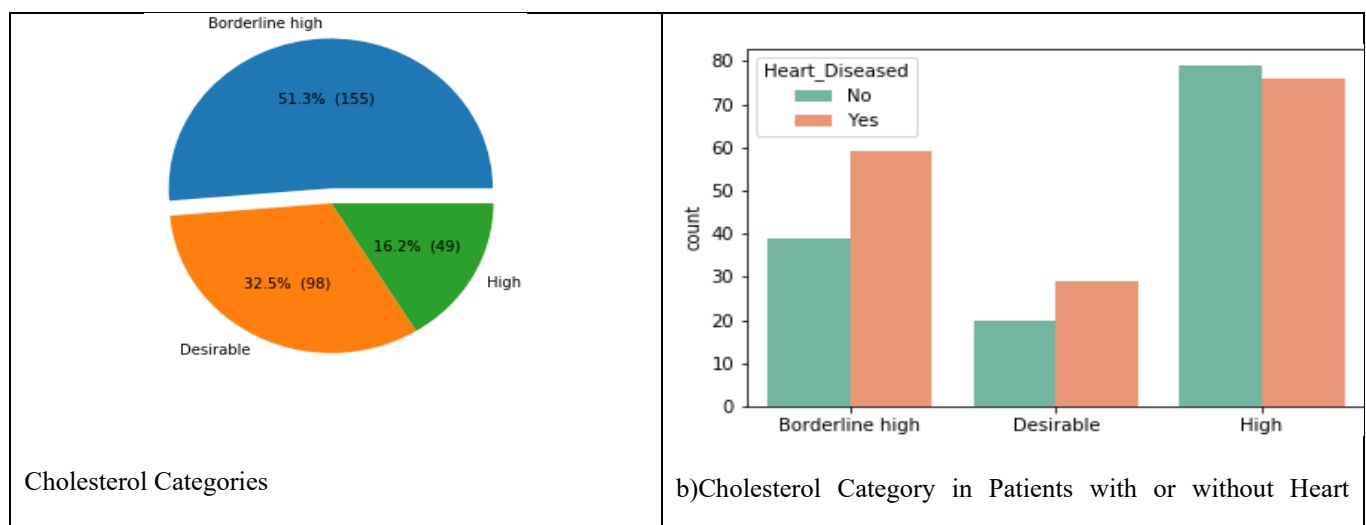 Borderline high
51.3% (155)
16.2% (49)
32.5% (98)
High
Desirable
Cholesterol Categories
80
70
60
50
40
30
20
10
0
count
Heart_Diseased
No
Yes
Borderline high
Desirable
High
b)Cholesterol Category in Patients with or without Heart